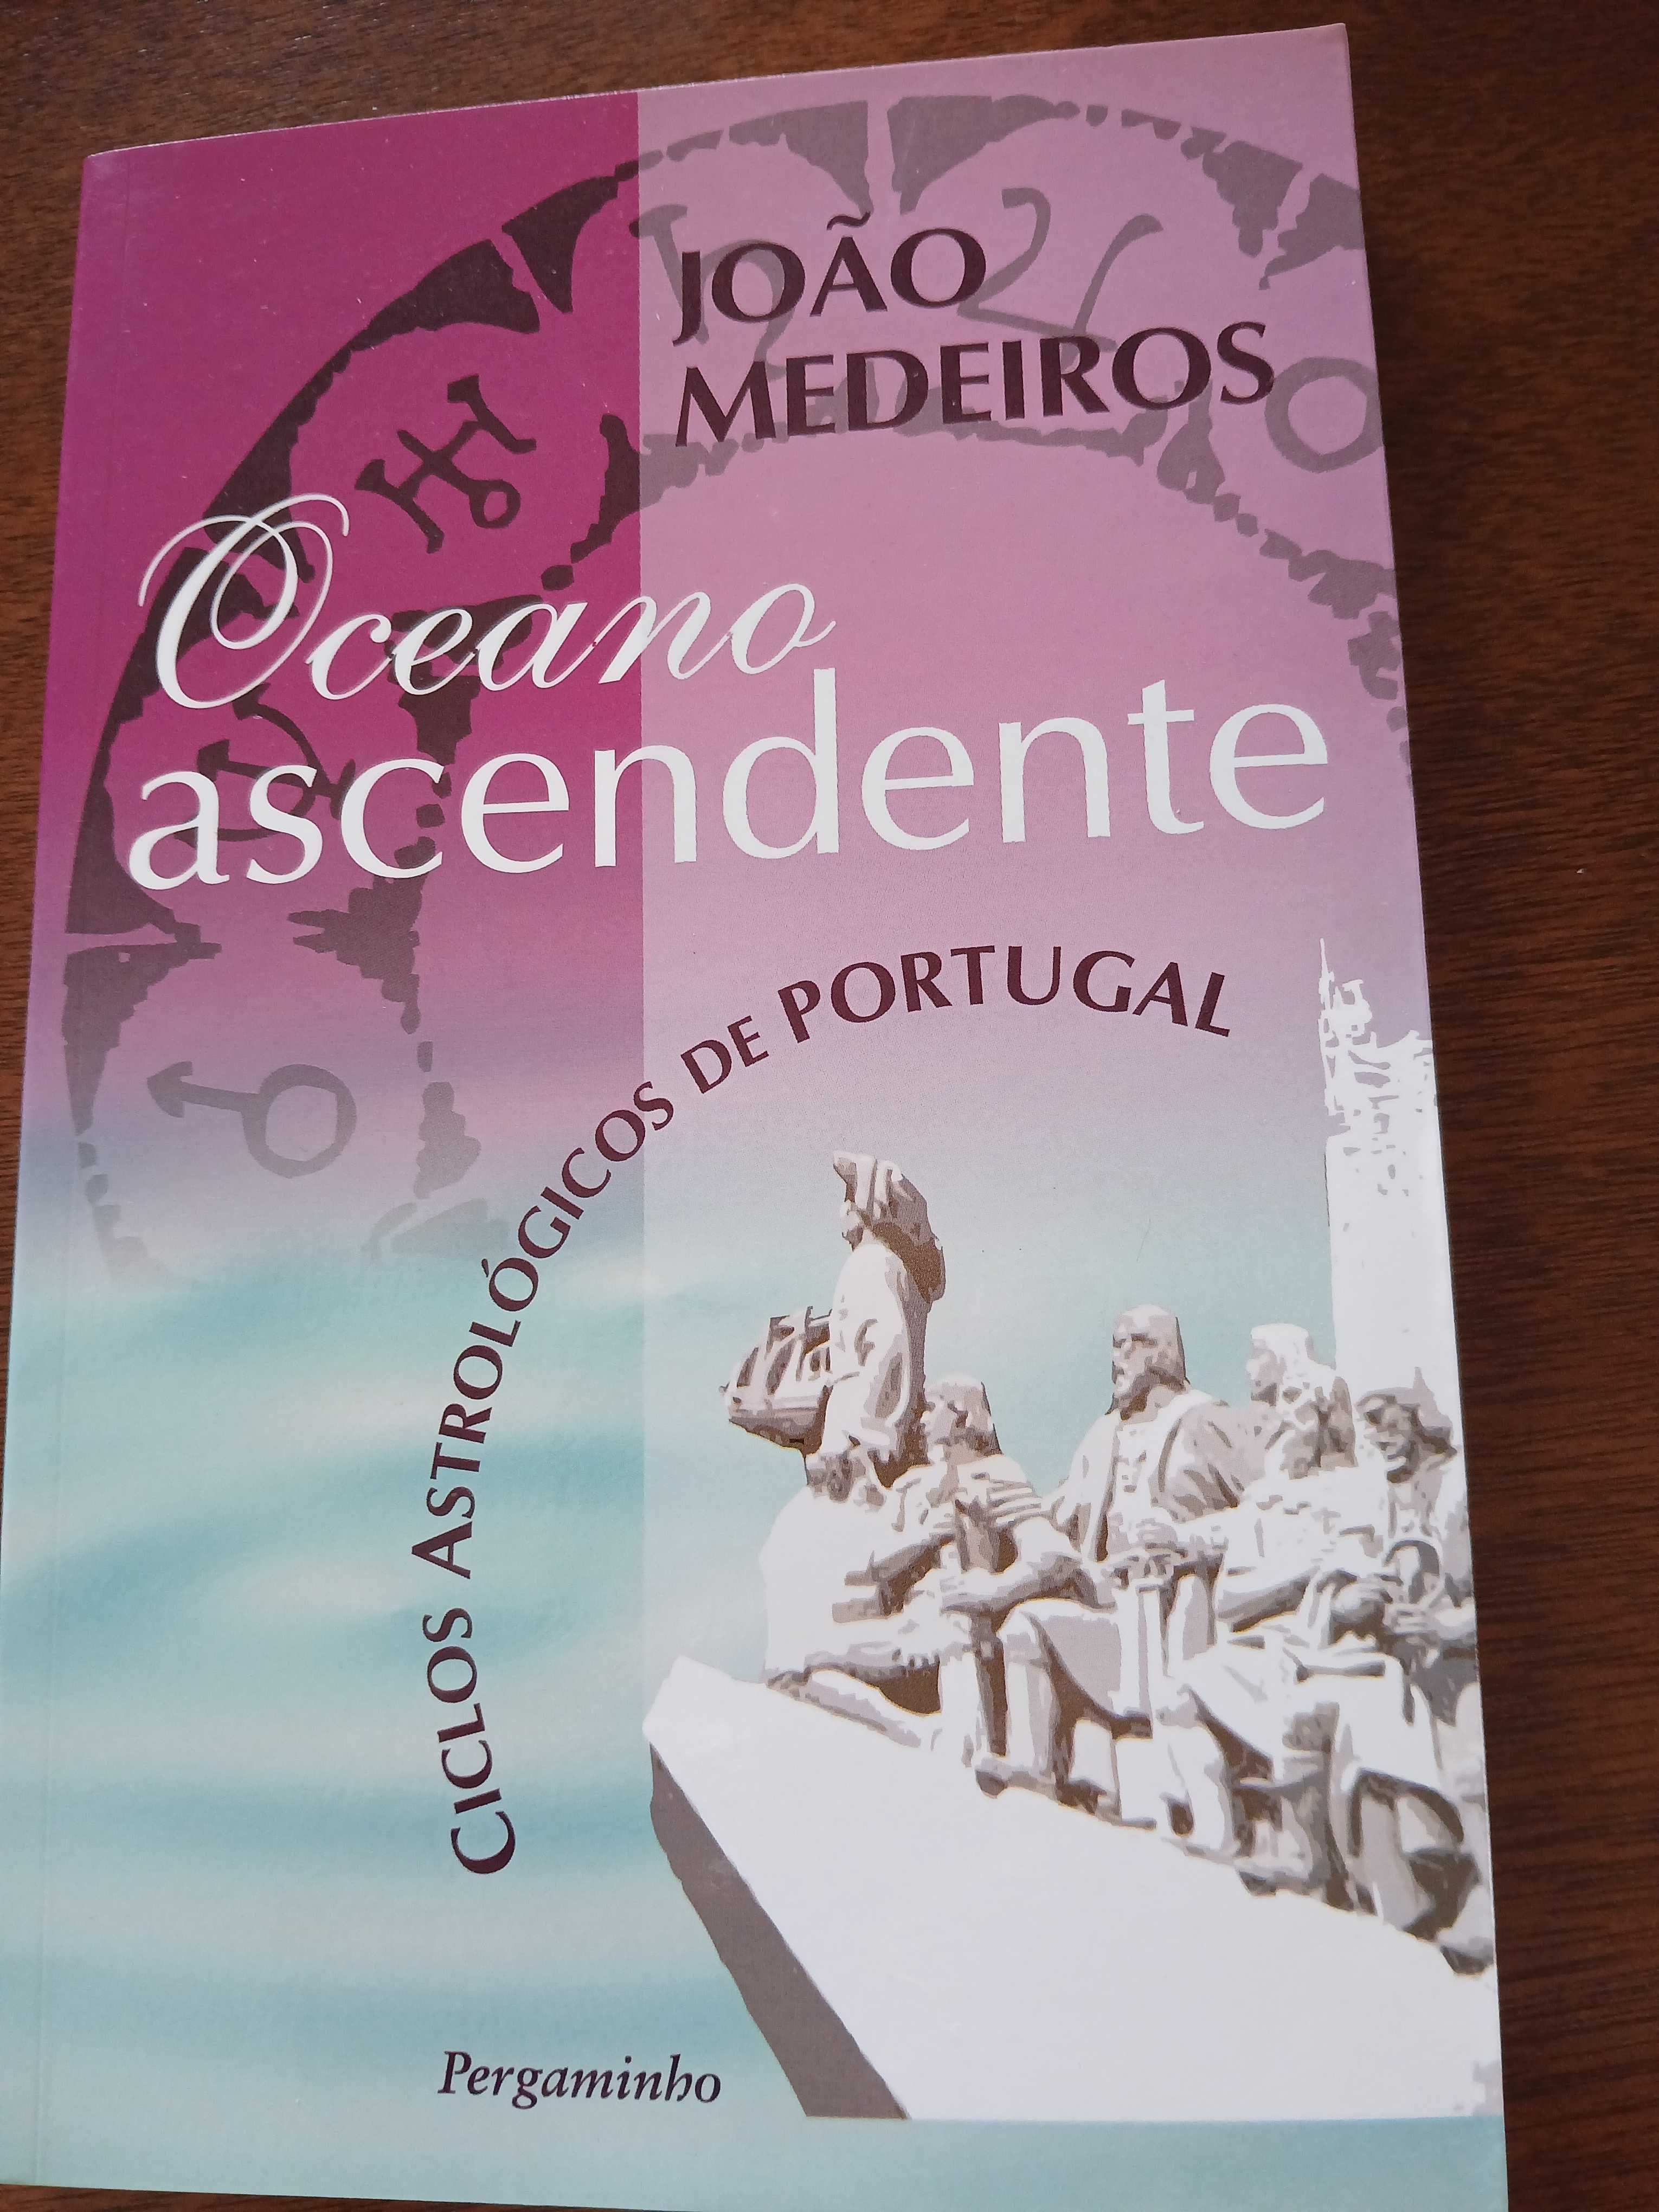 JOÃO
MEDEIROS
Oceano
ascendente
CICLOS ASTROLÓGICOS DE PORTUGAL
Pergaminho